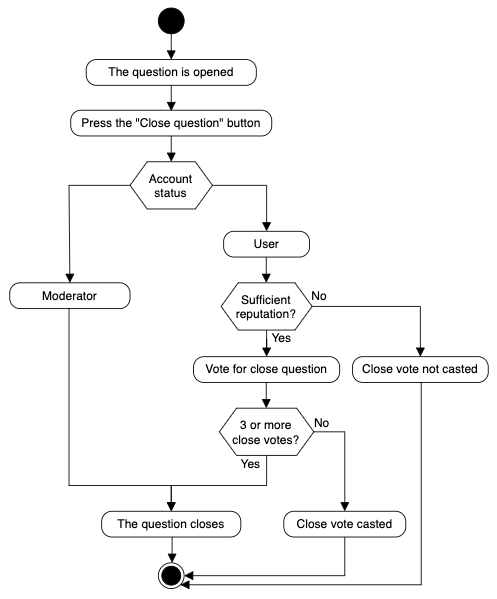 The question is opened
Press the "Close question" button
Account
status
User
Moderator
Sufficient
reputation?
No
Yes
Vote for close question
Close vote not casted
3 or more
close votes?
No
Yes
The question closes
Close vote casted